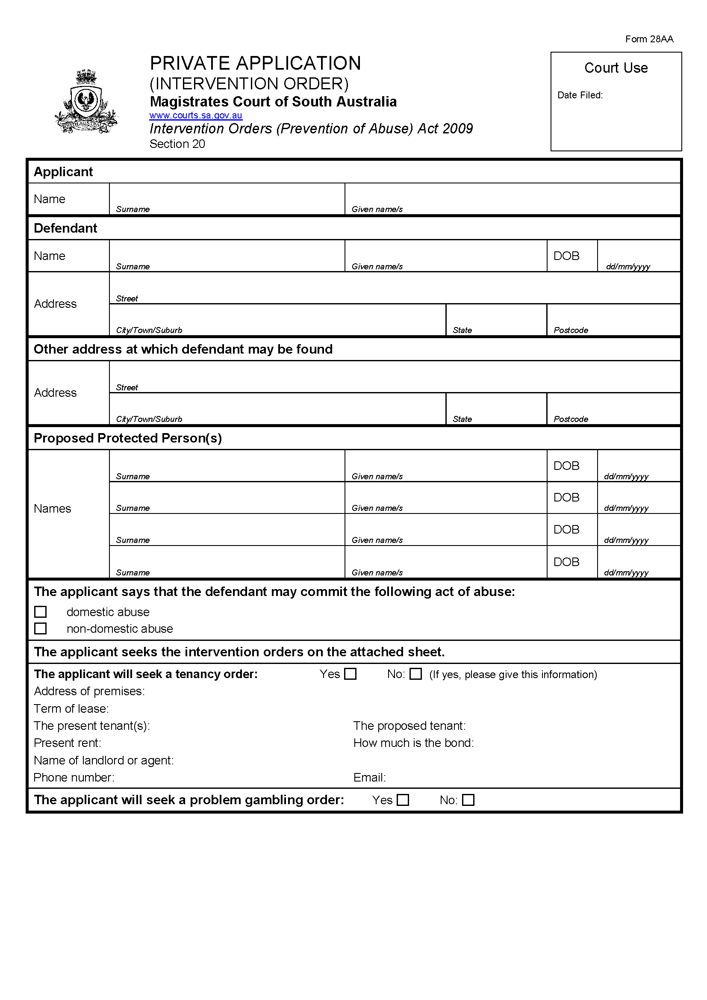 Form 28AA
PRIVATE APPLICATION
(INTERVENTION ORDER)
Magistrates Court of South Australia
www.courts.sa.gov.au
Intervention Orders (Prevention of Abuse) Act 2009
Section 20
Court Use
Date Filed:
SOUTH AUSTRALIA
Applicant
Name
Surname
Given name/s
Defendant
Name
Surname
Given name/s
DOB
dd/mm/yyyy
Address
Street
City/Town/Suburb
State
Postcode
Other address at which defendant may be found
Address
Street
City/Town/Suburb
State
Postcode
Proposed Protected Person(s)
Names
Surname
Given name/s
DOB
dd/mm/yyyy
Surname
Given name/s
DOB
dd/mm/yyyy
Surname
Given name/s
DOB
dd/mm/yyyy
Surname
Given name/s
DOB
dd/mm/yyyy
The applicant says that the defendant may commit the following act of abuse:
domestic abuse
non-domestic abuse
The applicant seeks the intervention orders on the attached sheet.
The applicant will seek a tenancy order: Yes No: (If yes, please give this information)
Address of premises:
Term of lease:
The present tenant(s): The proposed tenant:
Present rent: How much is the bond:
Name of landlord or agent:
Phone number: Email:
The applicant will seek a problem gambling order: Yes No: